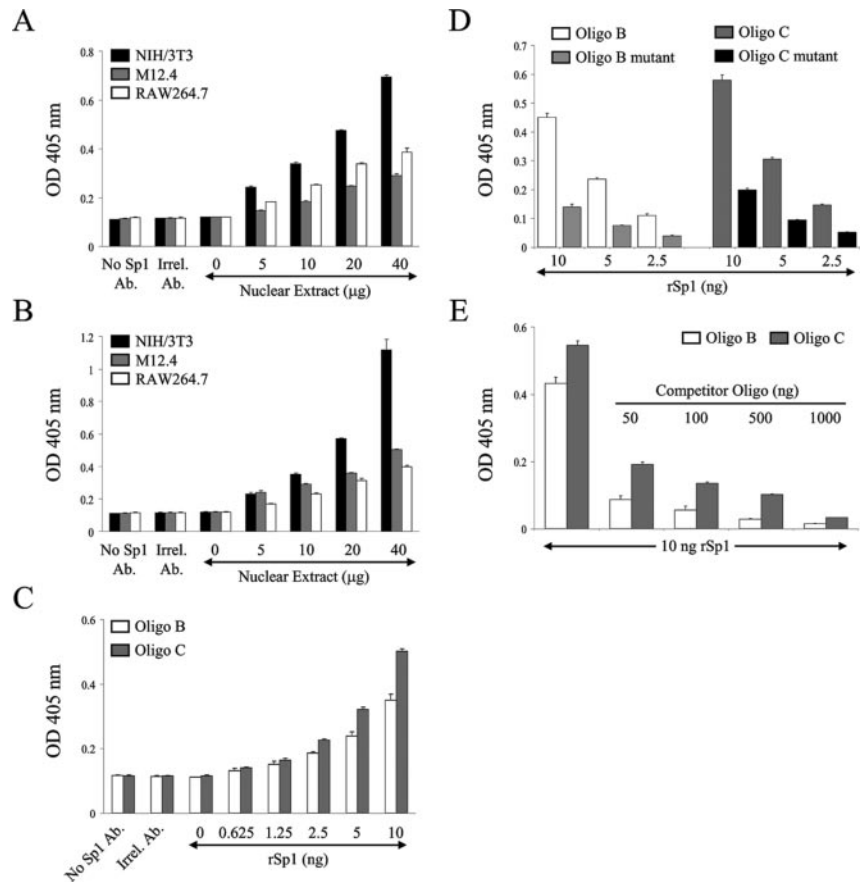 A
NIH/3T3
M12.4
RAW264.7
OD 405 nm
0.8
0.6
0.4
0.2
0
No Sp1 Ab.
Irrel. Ab.
0
5
10
20
40
Nuclear Extract (µg)
B
NIH/3T3
M12.4
RAW264.7
OD 405 nm
1.2
1
0.8
0.6
0.4
0.2
0
No Sp1 Ab.
Irrel. Ab.
0
5
10
20
40
Nuclear Extract (µg)
C
Oligo B
Oligo C
OD 405 nm
0.6
0.4
0.2
0
No Sp1 Ab.
Irrel. Ab.
0
0.625
1.25
2.5
5
10
rSp1 (ng)
D
Oligo B
Oligo B mutant
Oligo C
Oligo C mutant
OD 405 nm
0.7
0.6
0.5
0.4
0.3
0.2
0.1
0
10
5
2.5
10
5
2.5
rSp1 (ng)
E
Oligo B
Oligo C
Competitor Oligo (ng)
50
100
500
1000
OD 405 nm
0.6
0.4
0.2
0
10 ng rSp1